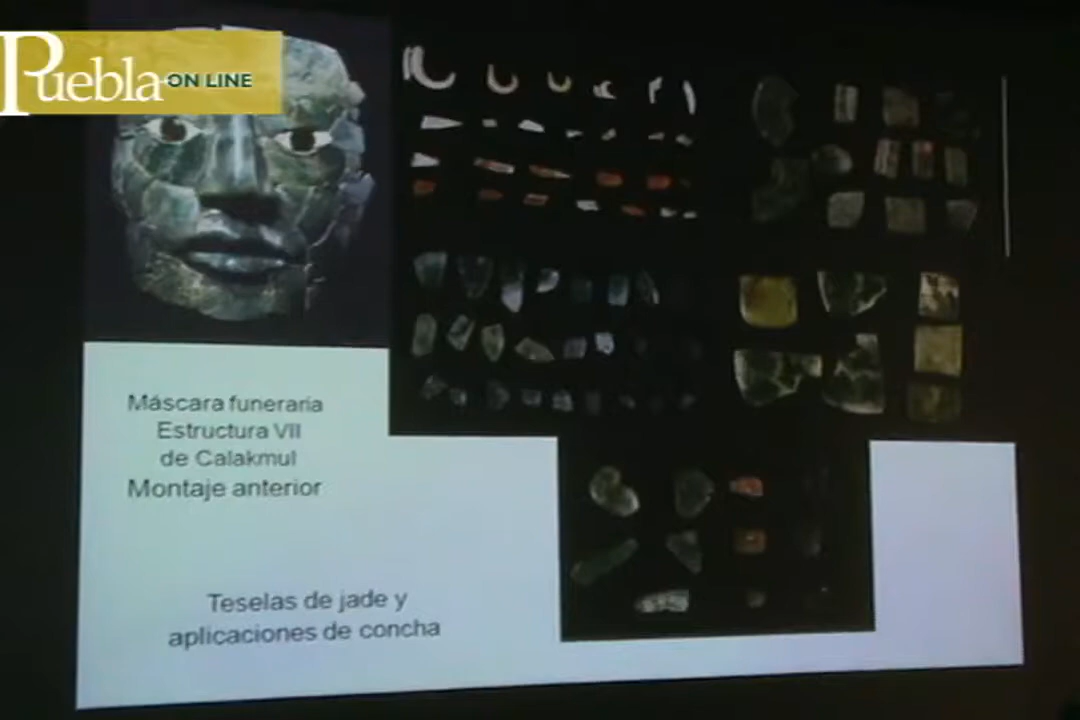 Puebla ON LINE
Máscara funeraria
Estructura VII
de Calakmul
Montaje anterior
Teselas de jade y
aplicaciones de concha